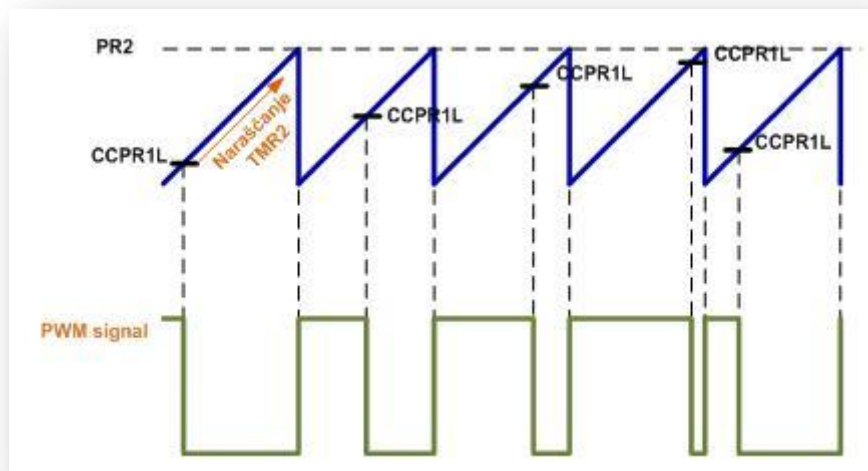 PR2
CCPR1L
Naraščanje
TMR2
CCPR1L
CCPR1L
CCPR1L
CCPR1L
PWM signal